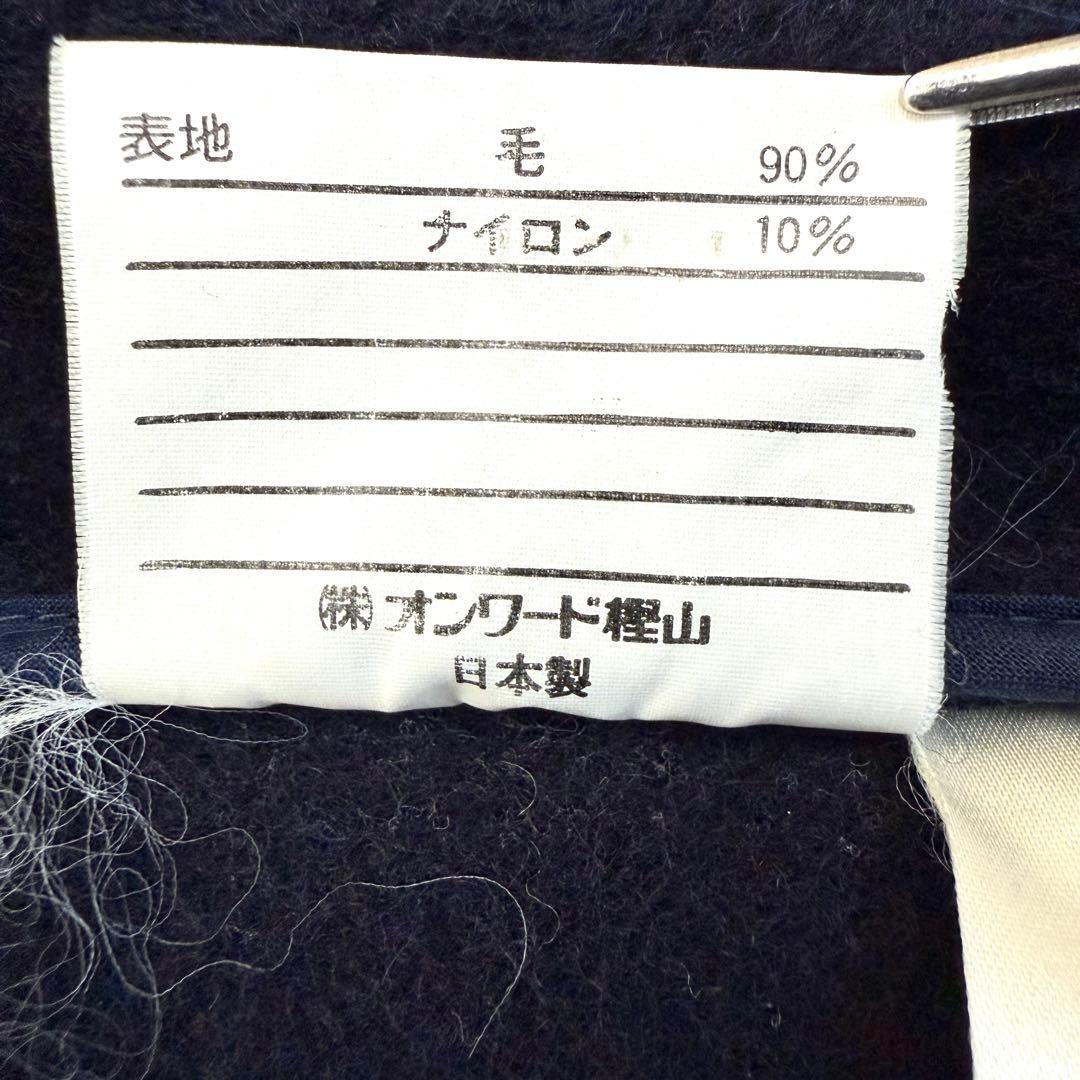 表地 毛 90%
ナイロン 10%
㈱オンワード樫山
日本製